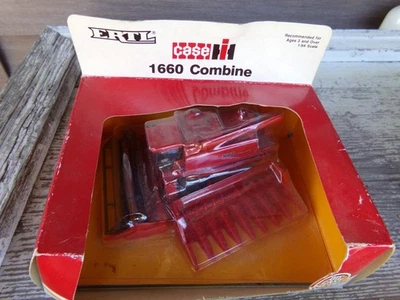 ERTL
CASE IH
Recommended for
Ages 3 and Over
1:64 Scale
1660 Combine